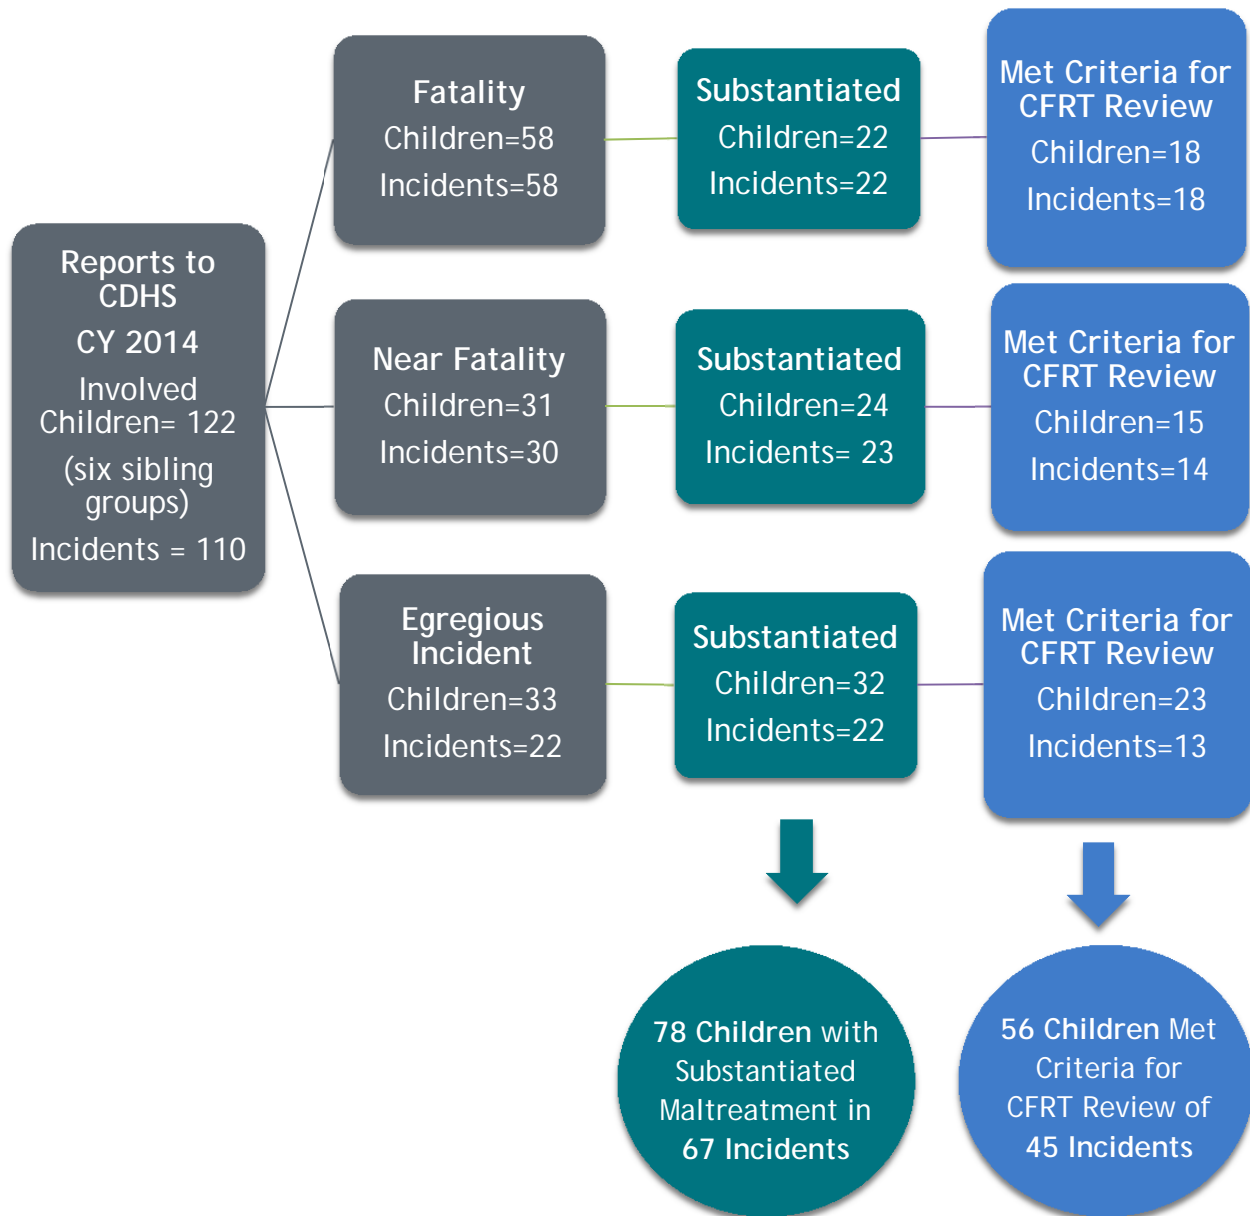 Reports to
CDHS
CY 2014
Involved
Children= 122
(six sibling
groups)
Incidents = 110
Fatality
Children=58
Incidents=58
Substantiated
Children=22
Incidents=22
Met Criteria for
CFRT Review
Children=18
Incidents=18
Near Fatality
Children=31
Incidents=30
Substantiated
Children=24
Incidents= 23
Met Criteria for
CFRT Review
Children=15
Incidents=14
Egregious
Incident
Children=33
Incidents=22
Substantiated
Children=32
Incidents=22
Met Criteria for
CFRT Review
Children=23
Incidents=13
78 Children with
Substantiated
Maltreatment in
67 Incidents
56 Children Met
Criteria for
CFRT Review of
45 Incidents